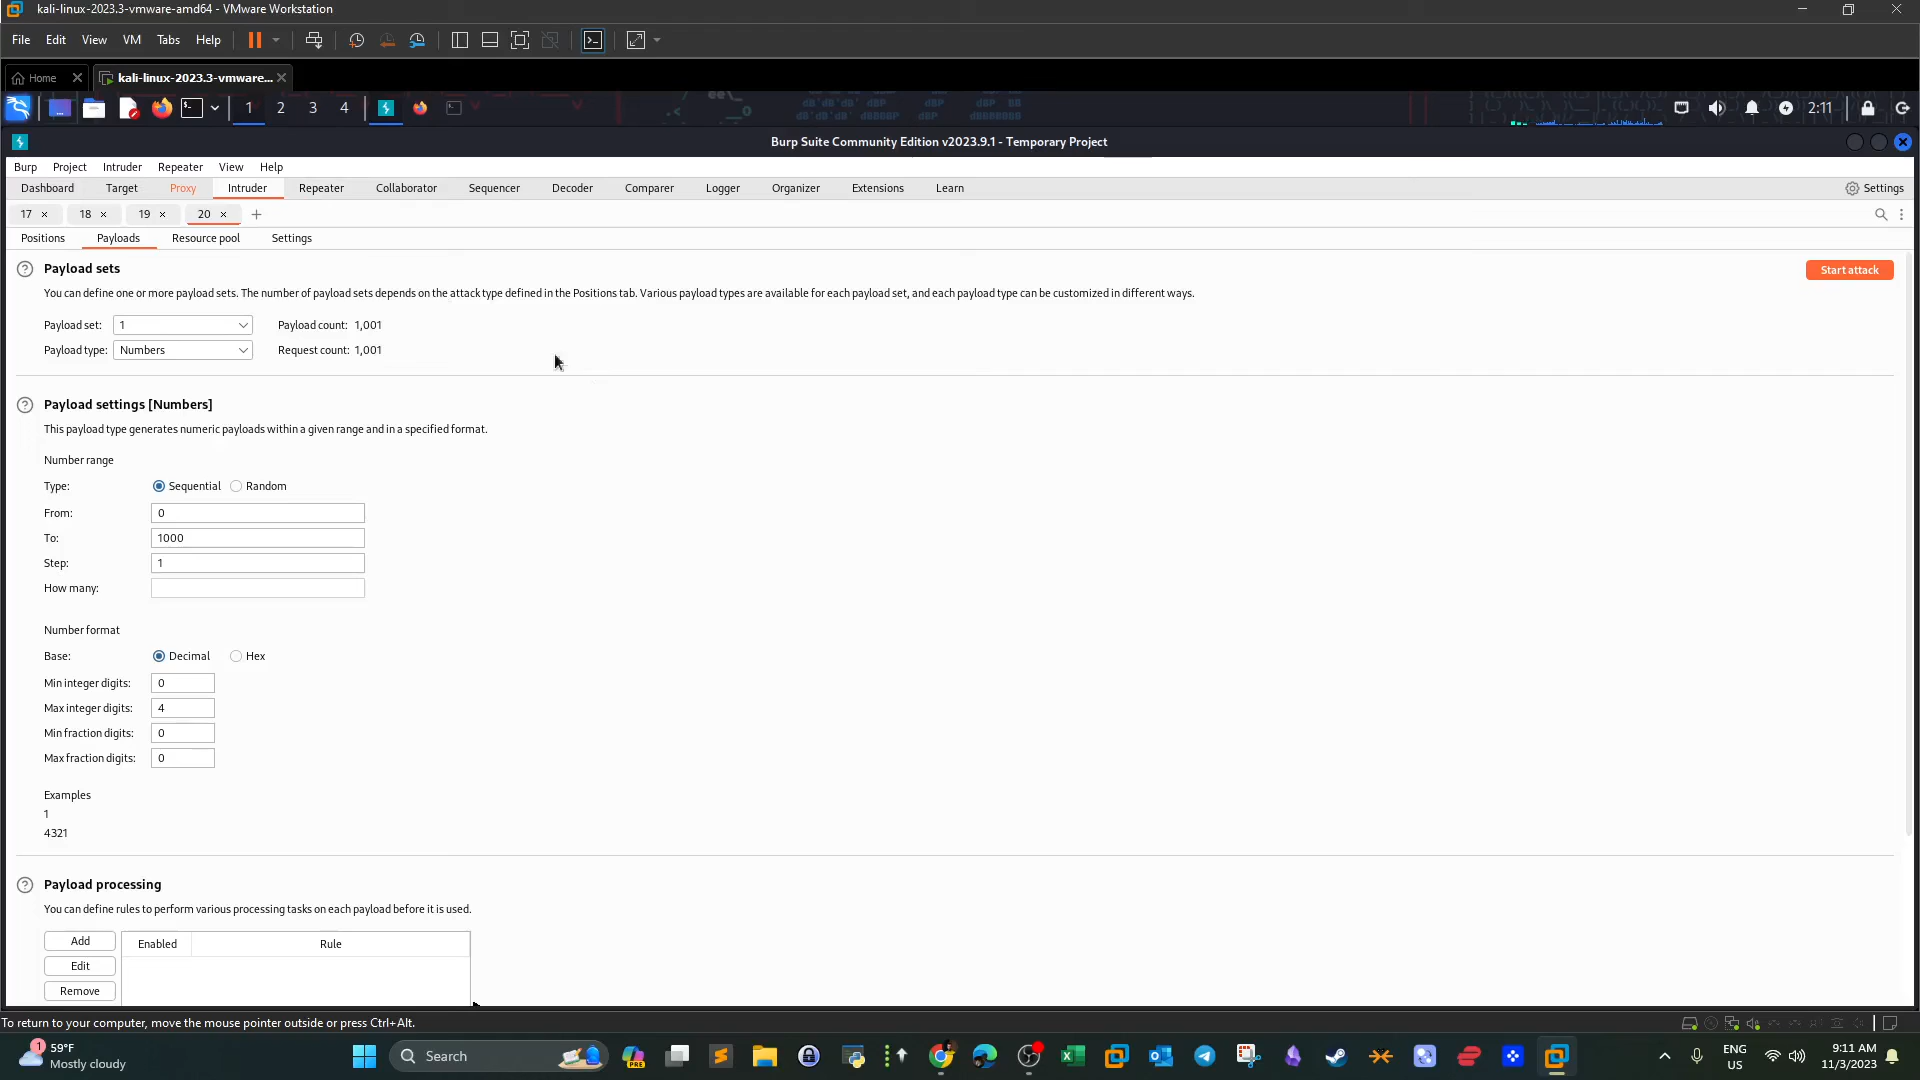 kali-linux-2023.3-vmware-amd64 - VMware Workstation
File Edit View VM Tabs Help
Home kali-linux-2023.3-vmware...
1 2 3 4 2:11
Burp Suite Community Edition v2023.9.1 - Temporary Project
Burp Project Intruder Repeater View Help
Dashboard Target Proxy Intruder Repeater Collaborator Sequencer Decoder Comparer Logger Organizer Extensions Learn Settings
17 × 18 × 19 × 20 × +
Positions Payloads Resource pool Settings
? Payload sets Start attack
You can define one or more payload sets. The number of payload sets depends on the attack type defined in the Positions tab. Various payload types are available for each payload set, and each payload type can be customized in different ways.
Payload set: 1 Payload count: 1,001
Payload type: Numbers Request count: 1,001
? Payload settings [Numbers]
This payload type generates numeric payloads within a given range and in a specified format.
Number range
Type: Sequential Random
From: 0
To: 1000
Step: 1
How many:
Number format
Base: Decimal Hex
Min integer digits: 0
Max integer digits: 4
Min fraction digits: 0
Max fraction digits: 0
Examples
1
4321
? Payload processing
You can define rules to perform various processing tasks on each payload before it is used.
Add Enabled Rule
Edit
Remove
To return to your computer, move the mouse pointer outside or press Ctrl+Alt.
1 59°F
Mostly cloudy
Search
PRE
ENG
US
9:11 AM
11/3/2023